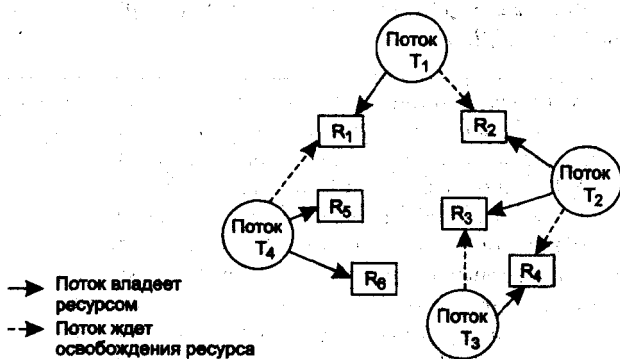 Поток
T1
R1
R2
Поток
T2
R3
R5
Поток
T4
R4
R6
Поток
T3
Поток владеет
ресурсом
Поток ждет
освобождения ресурса